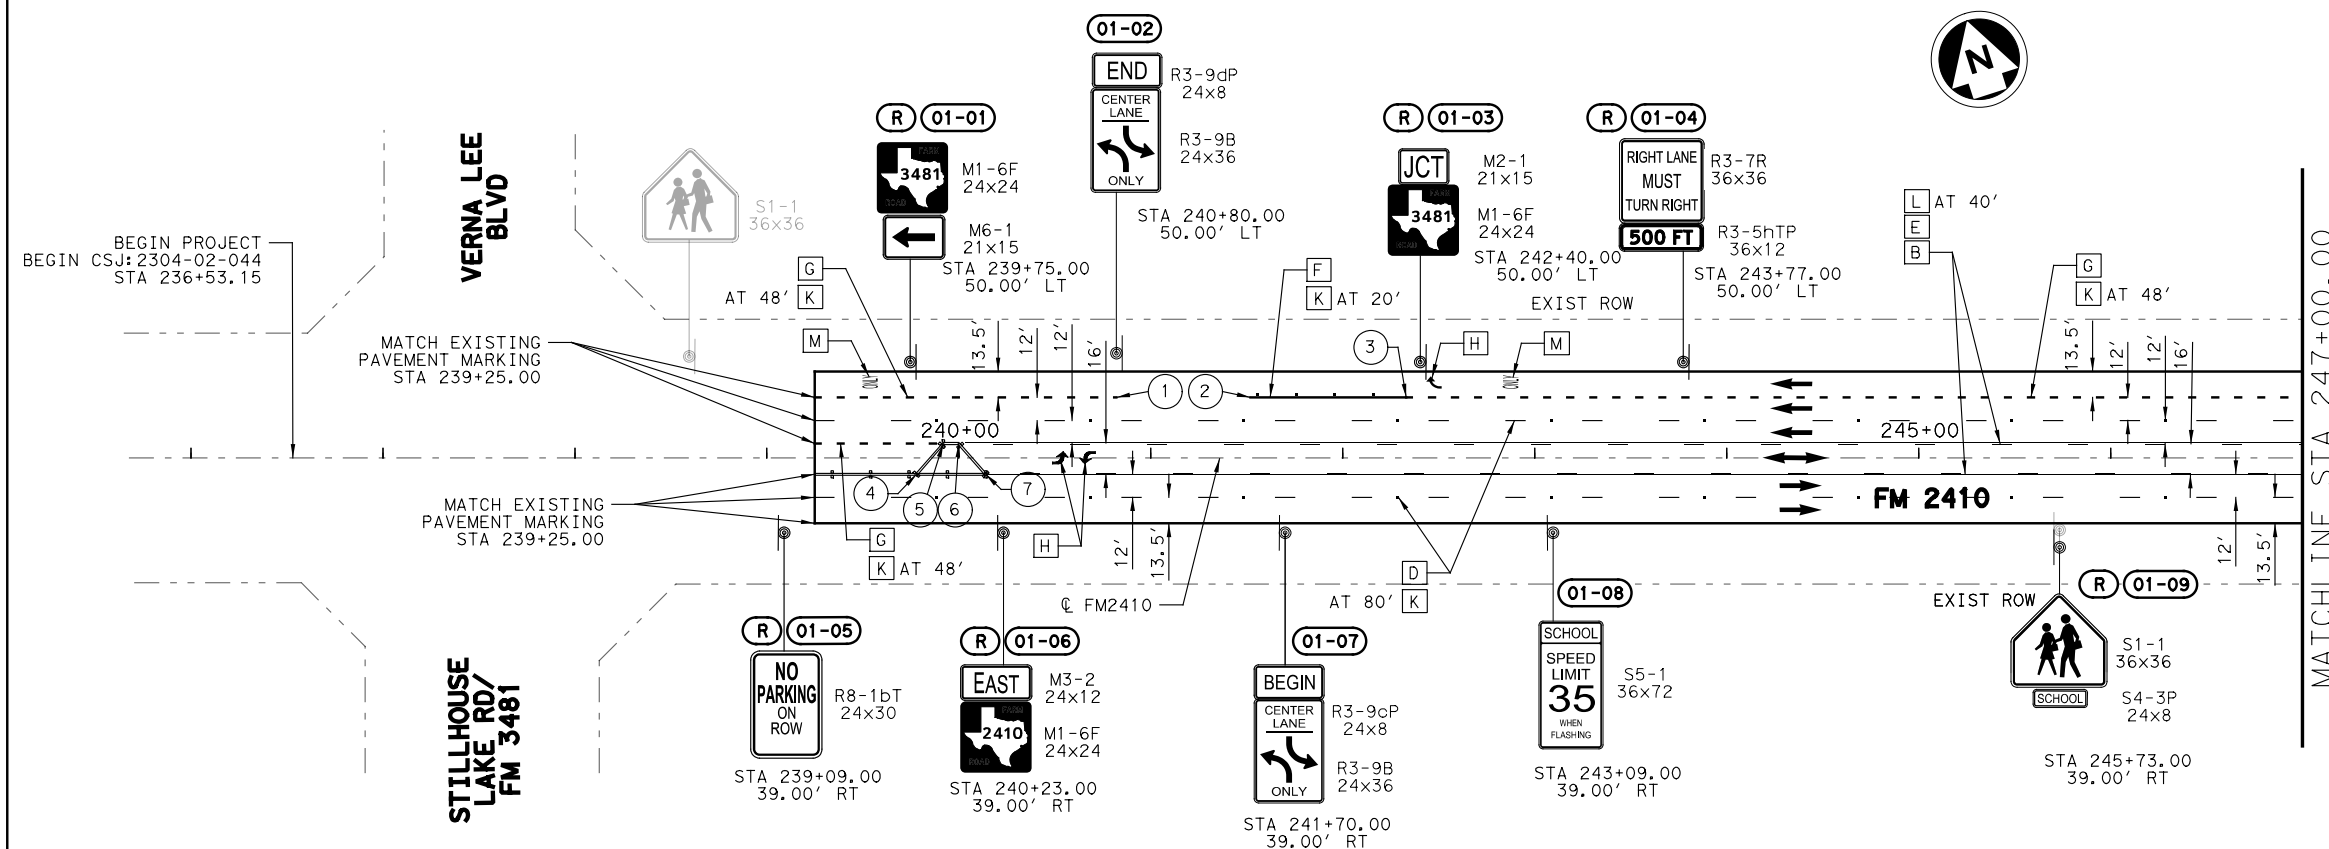 01-02
END
R3-9dP
24x8
CENTER
LANE
ONLY
R3-9B
24x36
STA 240+80.00
50.00' LT
N
VERNA LEE
BLVD
S1-1
36x36
R
01-01
FARM
3481
ROAD
M1-6F
24x24
M6-1
21x15
STA 239+75.00
50.00' LT
R
01-03
JCT
M2-1
21x15
3481
M1-6F
24x24
STA 242+40.00
50.00' LT
R
01-04
RIGHT LANE
MUST
TURN RIGHT
R3-7R
36x36
500 FT
R3-5hTP
36x12
STA 243+77.00
50.00' LT
EXIST ROW
L AT 40'
E
B
G
K AT 48'
BEGIN PROJECT
BEGIN CSJ:2304-02-044
STA 236+53.15
G
AT 48' K
F
K AT 20'
MATCH EXISTING
PAVEMENT MARKING
STA 239+25.00
M
ONLY
13.5'
12'
12'
16'
3
H
M
ONLY
13.5'
12'
12'
16'
1
2
240+00
245+00
4
5
6
7
FM 2410
MATCH EXISTING
PAVEMENT MARKING
STA 239+25.00
G
K AT 48'
H
12'
13.5'
D
AT 80' K
12'
13.5'
℄ FM2410
MATCHLINE STA 247+00.00
STILLHOUSE
LAKE RD/
FM 3481
R
01-05
NO
PARKING
ON
ROW
R8-1bT
24x30
STA 239+09.00
39.00' RT
R
01-06
EAST
M3-2
24x12
FARM
2410
ROAD
M1-6F
24x24
STA 240+23.00
39.00' RT
01-07
BEGIN
R3-9cP
24x8
CENTER
LANE
ONLY
R3-9B
24x36
STA 241+70.00
39.00' RT
01-08
SCHOOL
SPEED
LIMIT
35
WHEN
FLASHING
S5-1
36x72
STA 243+09.00
39.00' RT
EXIST ROW
R
01-09
S1-1
36x36
SCHOOL
S4-3P
24x8
STA 245+73.00
39.00' RT